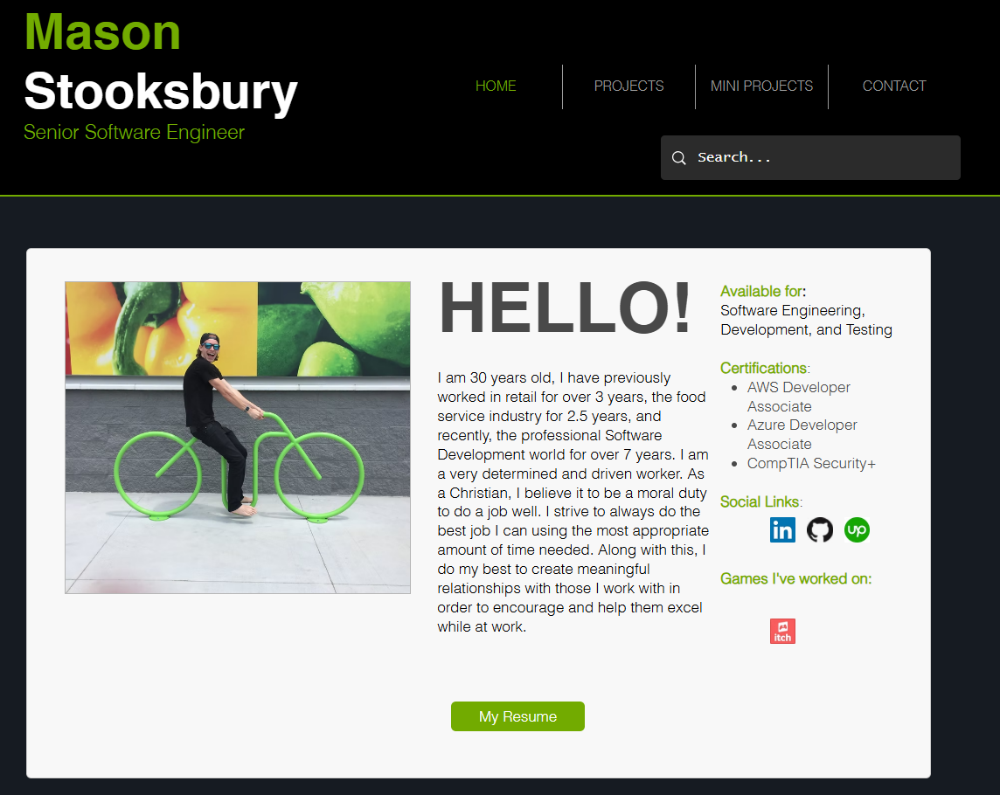 Mason
Stooksbury
Senior Software Engineer
HOME
PROJECTS
MINI PROJECTS
CONTACT
Search...
HELLO!
I am 30 years old, I have previously
worked in retail for over 3 years, the food
service industry for 2.5 years, and
recently, the professional Software
Development world for over 7 years. I am
a very determined and driven worker. As
a Christian, I believe it to be a moral duty
to do a job well. I strive to always do the
best job I can using the most appropriate
amount of time needed. Along with this, I
do my best to create meaningful
relationships with those I work with in
order to encourage and help them excel
while at work.
My Resume
Available for:
Software Engineering,
Development, and Testing
Certifications:
AWS Developer
Associate
Azure Developer
Associate
CompTIA Security+
Social Links:
in
up
Games I've worked on:
itch